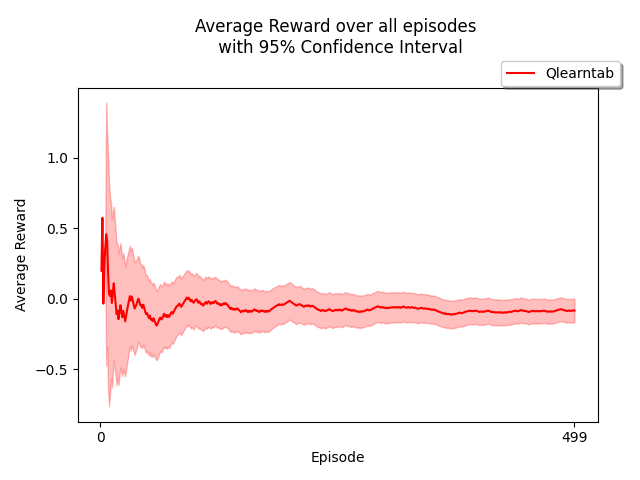 Average Reward over all episodes
with 95% Confidence Interval
Qlearntab
Average Reward
1.0
0.5
0.0
−0.5
0
499
Episode